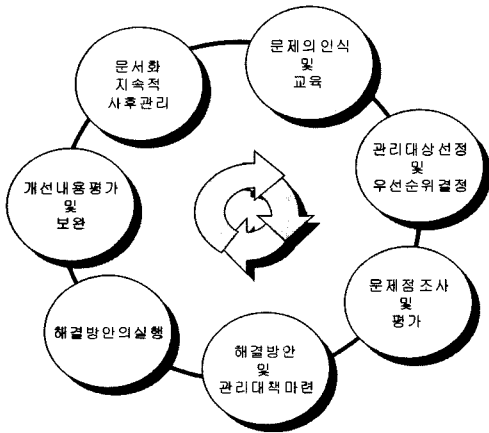 문제의인식
및
교육
관리대상선정
및
우선순위결정
문제점조사
및
평가
해결방안
및
관리대책마련
해결방안의실행
개선내용평가
및
보완
문서화
지속적
사후관리